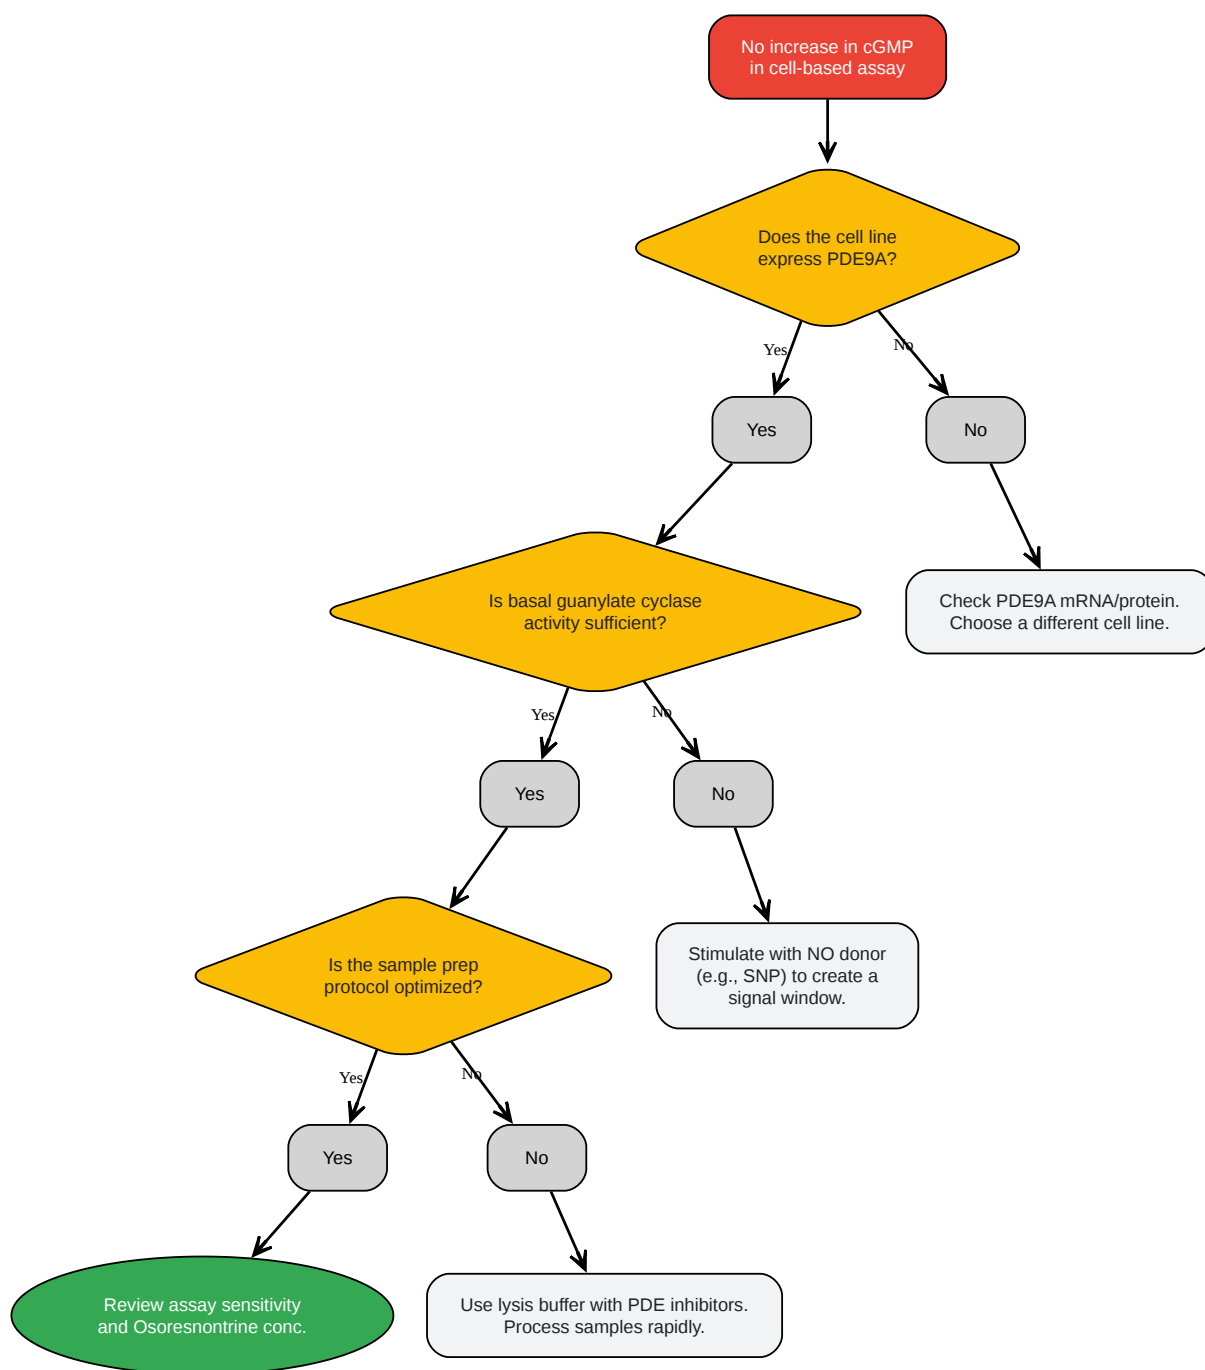 No increase in cGMP
in cell-based assay
Does the cell line
express PDE9A?
Yes
No
Yes
No
Is basal guanylate cyclase
activity sufficient?
Check PDE9A mRNA/protein.
Choose a different cell line.
Yes
No
Yes
No
Is the sample prep
protocol optimized?
Stimulate with NO donor
(e.g., SNP) to create a
signal window.
Yes
No
Yes
No
Review assay sensitivity
and Osoresnontrine conc.
Use lysis buffer with PDE inhibitors.
Process samples rapidly.